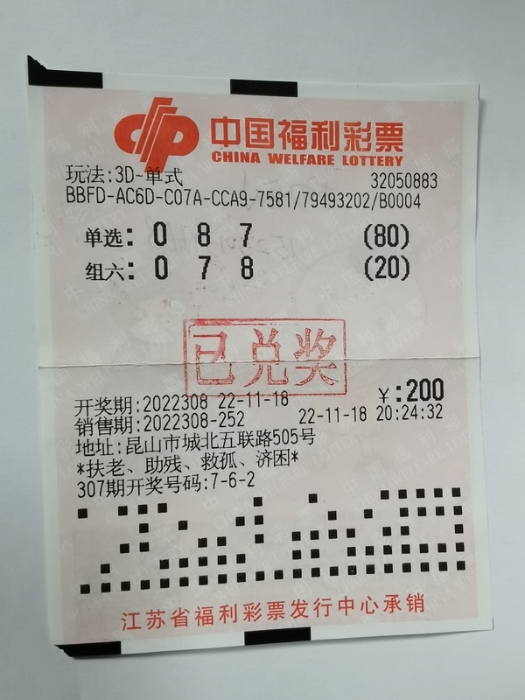 中国福利彩票
CHINA WELFARE LOTTERY
玩法:3D-单式 32050883
BBFD-AC6D-C07A-CCA9-7581/79493202/B0004
单选: 0 8 7 (80)
组六: 0 7 8 (20)
已兑奖
开奖期:2022308 22-11-18 ¥:200
销售期:2022308-252 22-11-18 20:24:32
地址:昆山市城北五联路505号
*扶老、助残、救孤、济困*
307期开奖号码:7-6-2
江苏省福利彩票发行中心承销